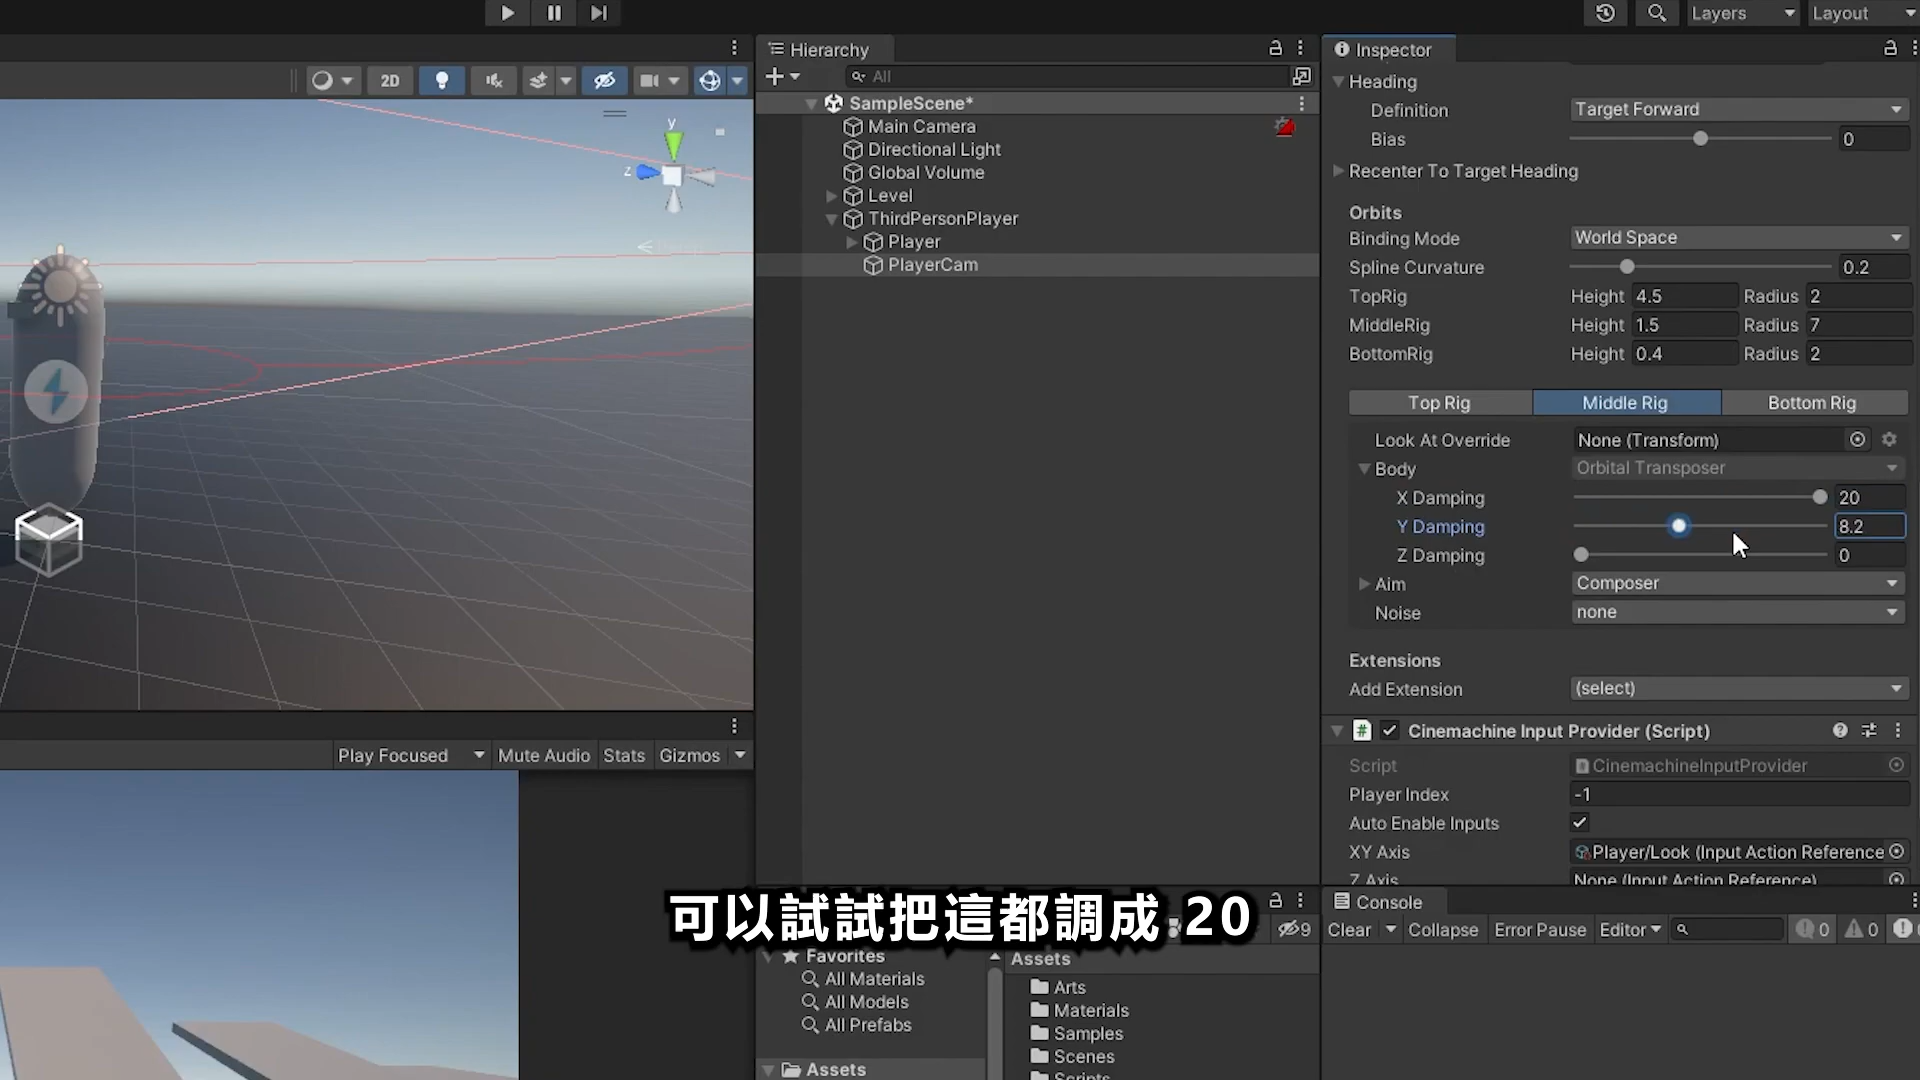 Layers
Layout
Hierarchy
Inspector
2D
All
SampleScene*
Main Camera
Directional Light
Global Volume
Level
ThirdPersonPlayer
Player
PlayerCam
y
z
Heading
Definition
Target Forward
Bias
0
Recenter To Target Heading
Orbits
Binding Mode
World Space
Spline Curvature
0.2
TopRig
Height 4.5
Radius 2
MiddleRig
Height 1.5
Radius 7
BottomRig
Height 0.4
Radius 2
Top Rig
Middle Rig
Bottom Rig
Look At Override
None (Transform)
Body
Orbital Transposer
X Damping
20
Y Damping
8.2
Z Damping
0
Aim
Composer
Noise
none
Extensions
Add Extension
(select)
# Cinemachine Input Provider (Script)
Script
CinemachineInputProvider
Player Index
-1
Auto Enable Inputs
XY Axis
Player/Look (Input Action Reference
Z Axis
None (Input Action Reference)
Play Focused
Mute Audio
Stats
Gizmos
可以試試把這都調成 20
9
Console
Clear
Collapse
Error Pause
Editor
0
0
Favorites
All Materials
All Models
All Prefabs
Assets
Assets
Arts
Materials
Samples
Scenes
Scripts